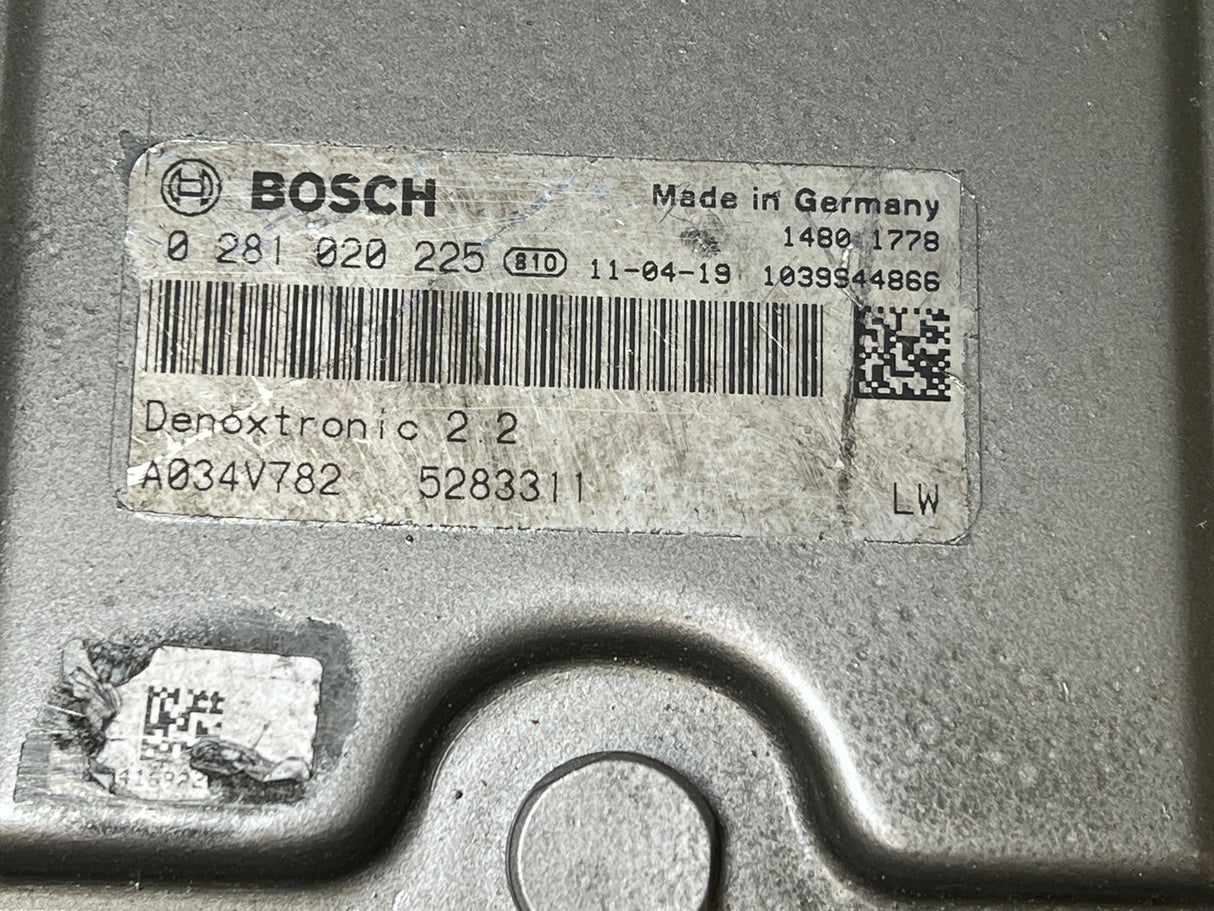 BOSCH
Made in Germany
1480 1778
0 281 020 225 810 11-04-19 1039S44866
Denoxtronic 2.2
A034V782 5283311
LW